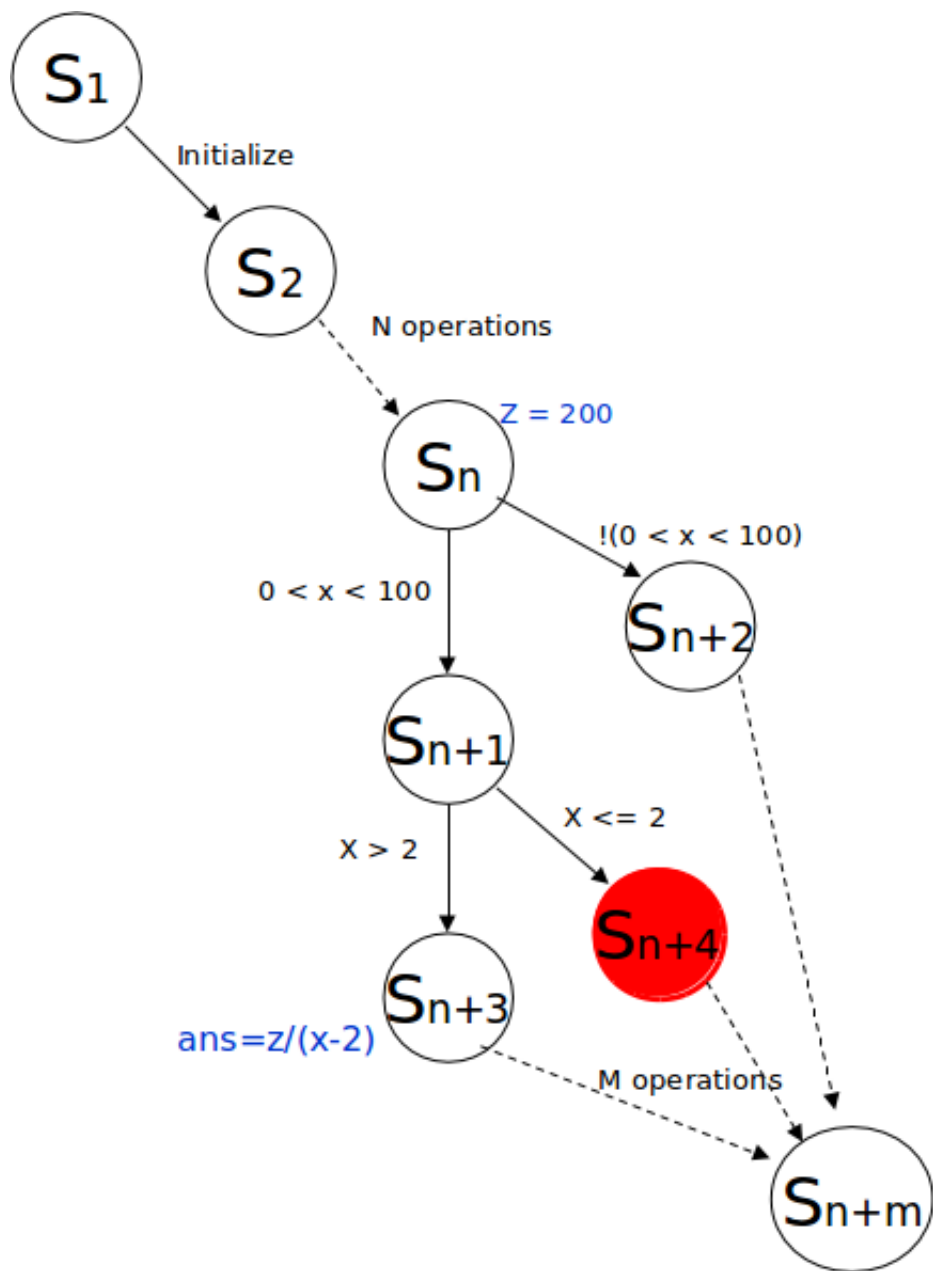 S1
Initialize
S2
N operations
Z = 200
Sn
!(0 < x < 100)
0 < x < 100
Sn+2
Sn+1
X <= 2
X > 2
Sn+4
Sn+3
ans=z/(x-2)
M operations
Sn+m